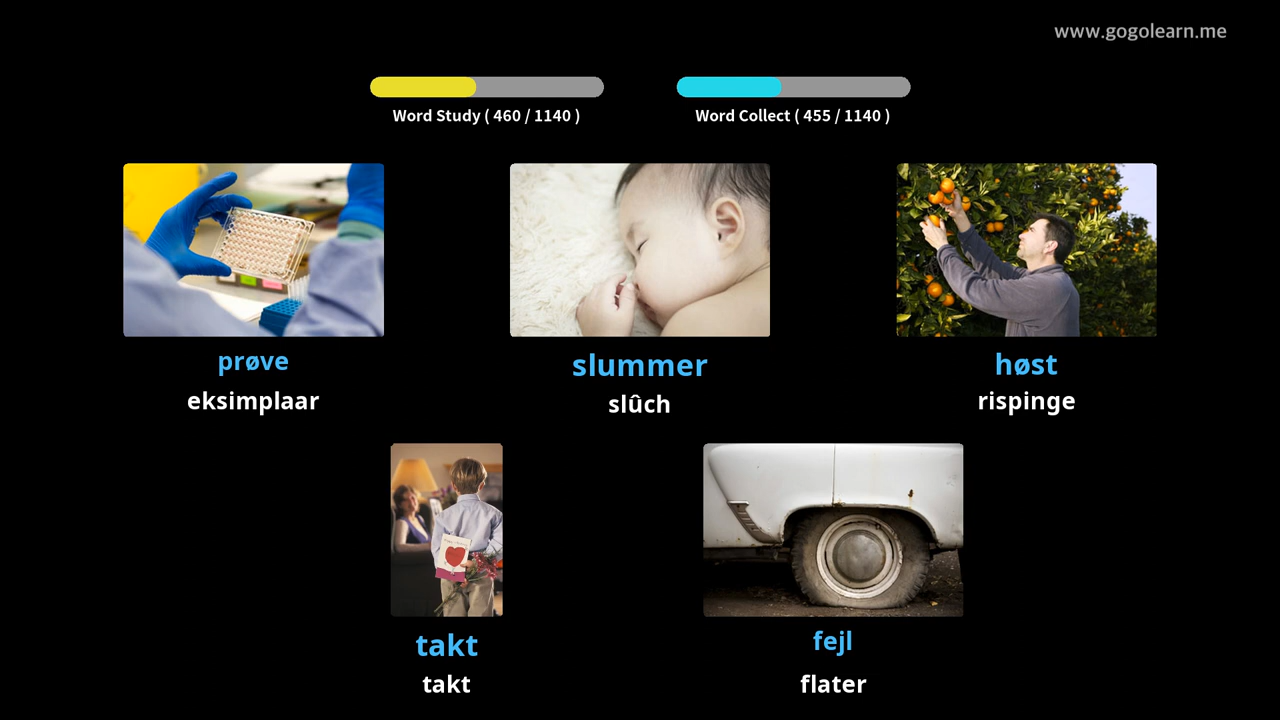 www.gogolearn.me
Word Study ( 460 / 1140 )
Word Collect ( 455 / 1140 )
prøve
eksimplaar
slummer
slûch
høst
rispinge
takt
takt
fejl
flater